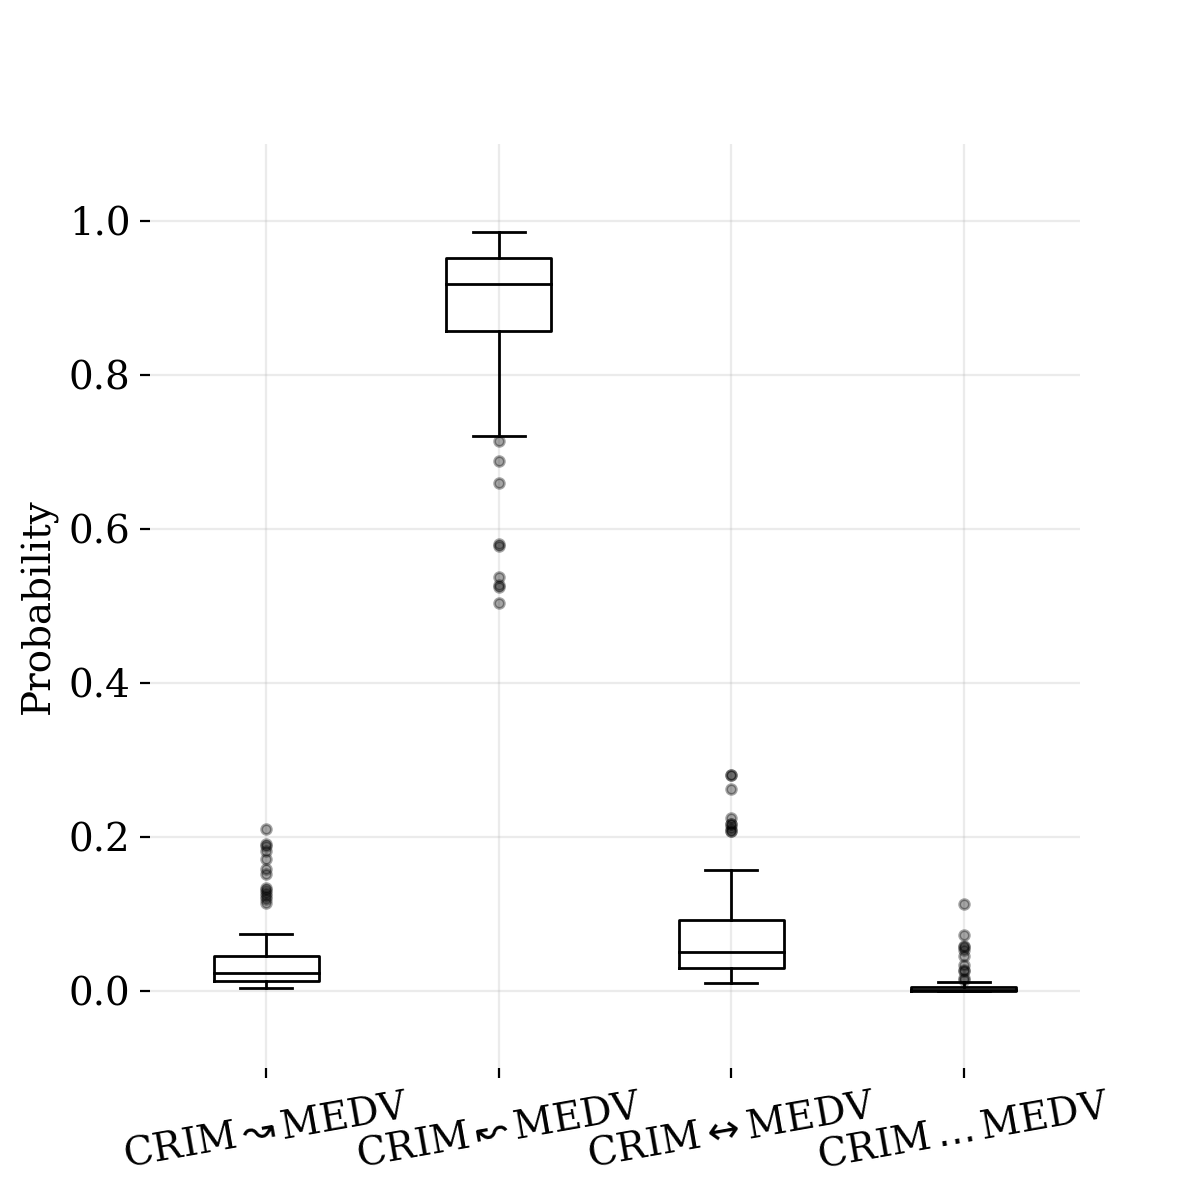 1.0
0.8
0.6
0.4
0.2
0.0
Probability
CRIM ⤳ MEDV
CRIM ⬿ MEDV
CRIM ↔ MEDV
CRIM … MEDV